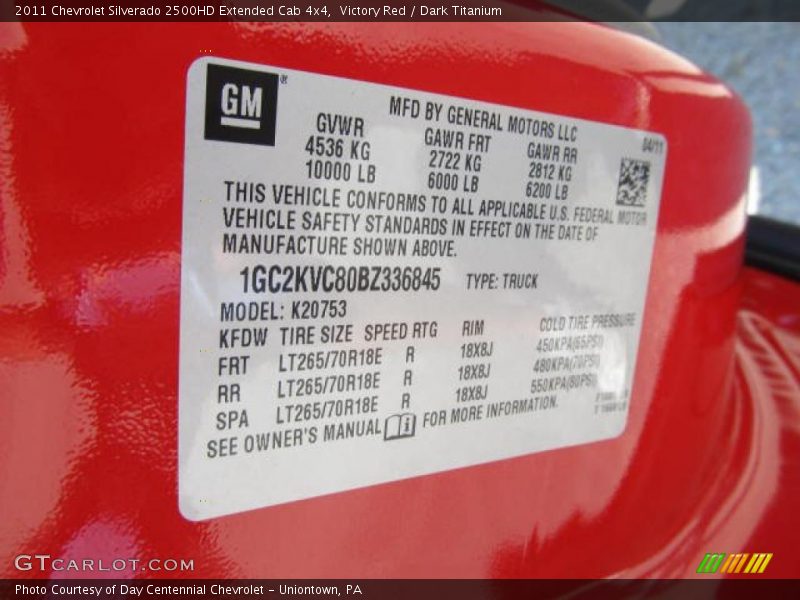 2011 Chevrolet Silverado 2500HD Extended Cab 4x4,  Victory Red / Dark Titanium
GM ®
MFD BY GENERAL MOTORS LLC
04/11
GVWR GAWR FRT GAWR RR
4536 KG 2722 KG 2812 KG
10000 LB 6000 LB 6200 LB
THIS VEHICLE CONFORMS TO ALL APPLICABLE U.S. FEDERAL MOTOR
VEHICLE SAFETY STANDARDS IN EFFECT ON THE DATE OF
MANUFACTURE SHOWN ABOVE.
1GC2KVC80BZ336845 TYPE: TRUCK
MODEL: K20753
KFDW TIRE SIZE SPEED RTG RIM COLD TIRE PRESSURE
FRT LT265/70R18E R 18X8J 450KPA(65PSI)
RR LT265/70R18E R 18X8J 480KPA(70PSI)
SPA LT265/70R18E R 18X8J 550KPA(80PSI)
SEE OWNER'S MANUAL FOR MORE INFORMATION.
GTCARLOT.COM
Photo Courtesy of Day Centennial Chevrolet - Uniontown, PA